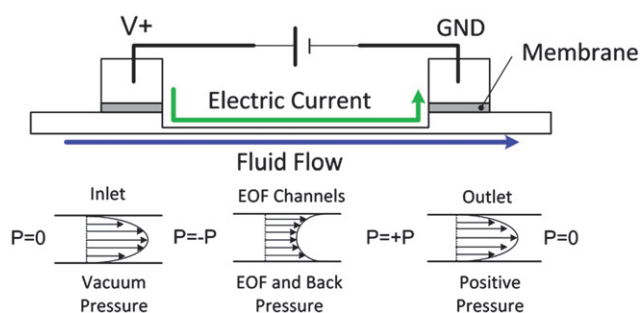 V+
GND
Membrane
Electric Current
Fluid Flow
Inlet
EOF Channels
Outlet
P=0
P=-P
P=+P
P=0
Vacuum
Pressure
EOF and Back
Pressure
Positive
Pressure